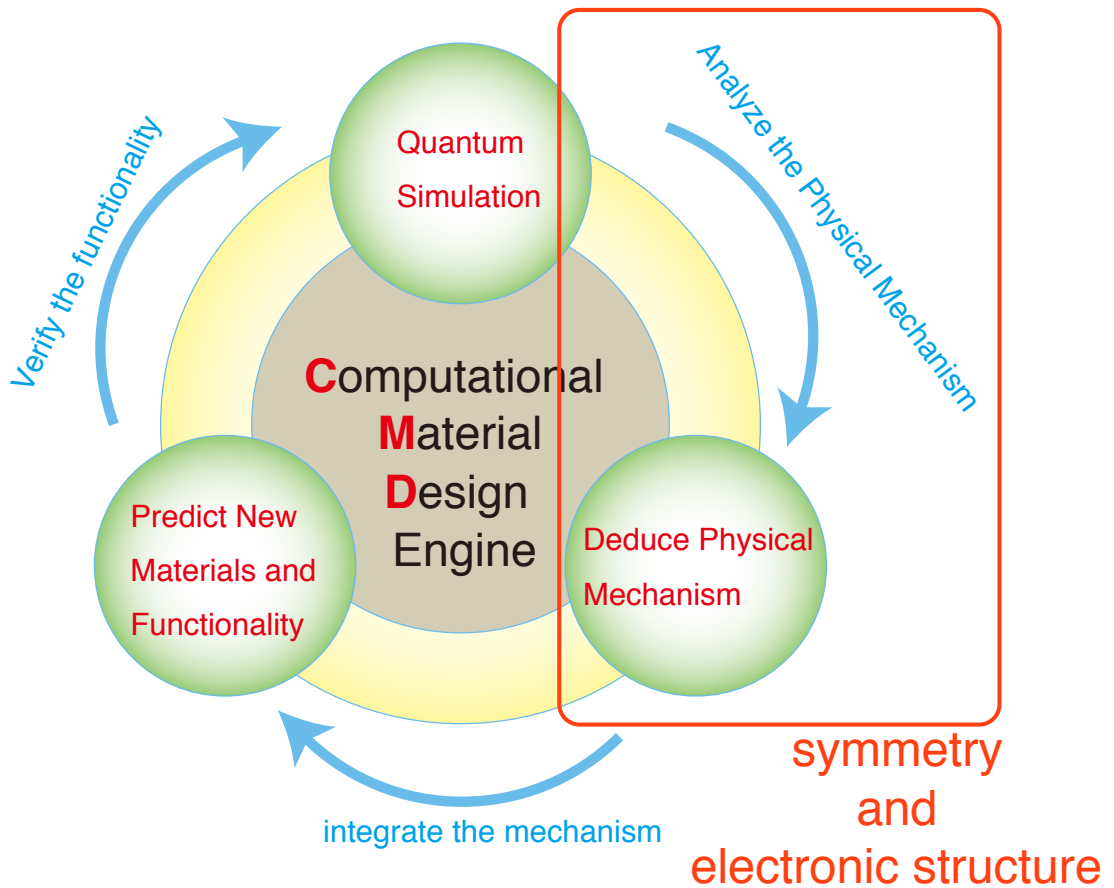 Quantum
Simulation
Analyze the Physical Mechanism
Verify the functionality
Computational
Material
Design
Engine
Predict New
Materials and
Functionality
Deduce Physical
Mechanism
integrate the mechanism
symmetry
and
electronic structure